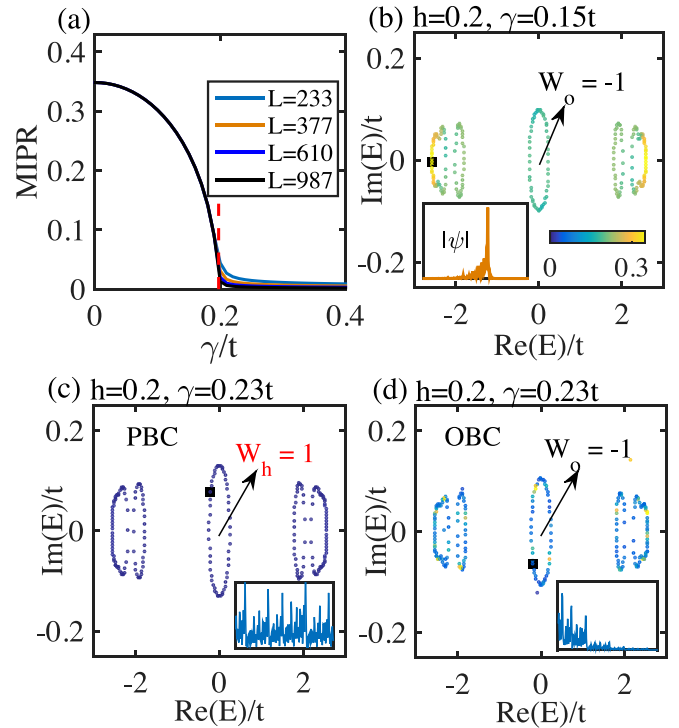 (a)
MIPR
0.4
0.3
0.2
0.1
0
L=233
L=377
L=610
L=987
0 0.2 0.4
γ/t
(b) h=0.2, γ=0.15t
Im(E)/t
0.2
0
-0.2
W_o = -1
|ψ|
0 0.3
-2 0 2
Re(E)/t
(c) h=0.2, γ=0.23t
Im(E)/t
0.2
0
-0.2
PBC
W_h = 1
-2 0 2
Re(E)/t
(d) h=0.2, γ=0.23t
Im(E)/t
0.2
0
-0.2
OBC
W_o = -1
-2 0 2
Re(E)/t